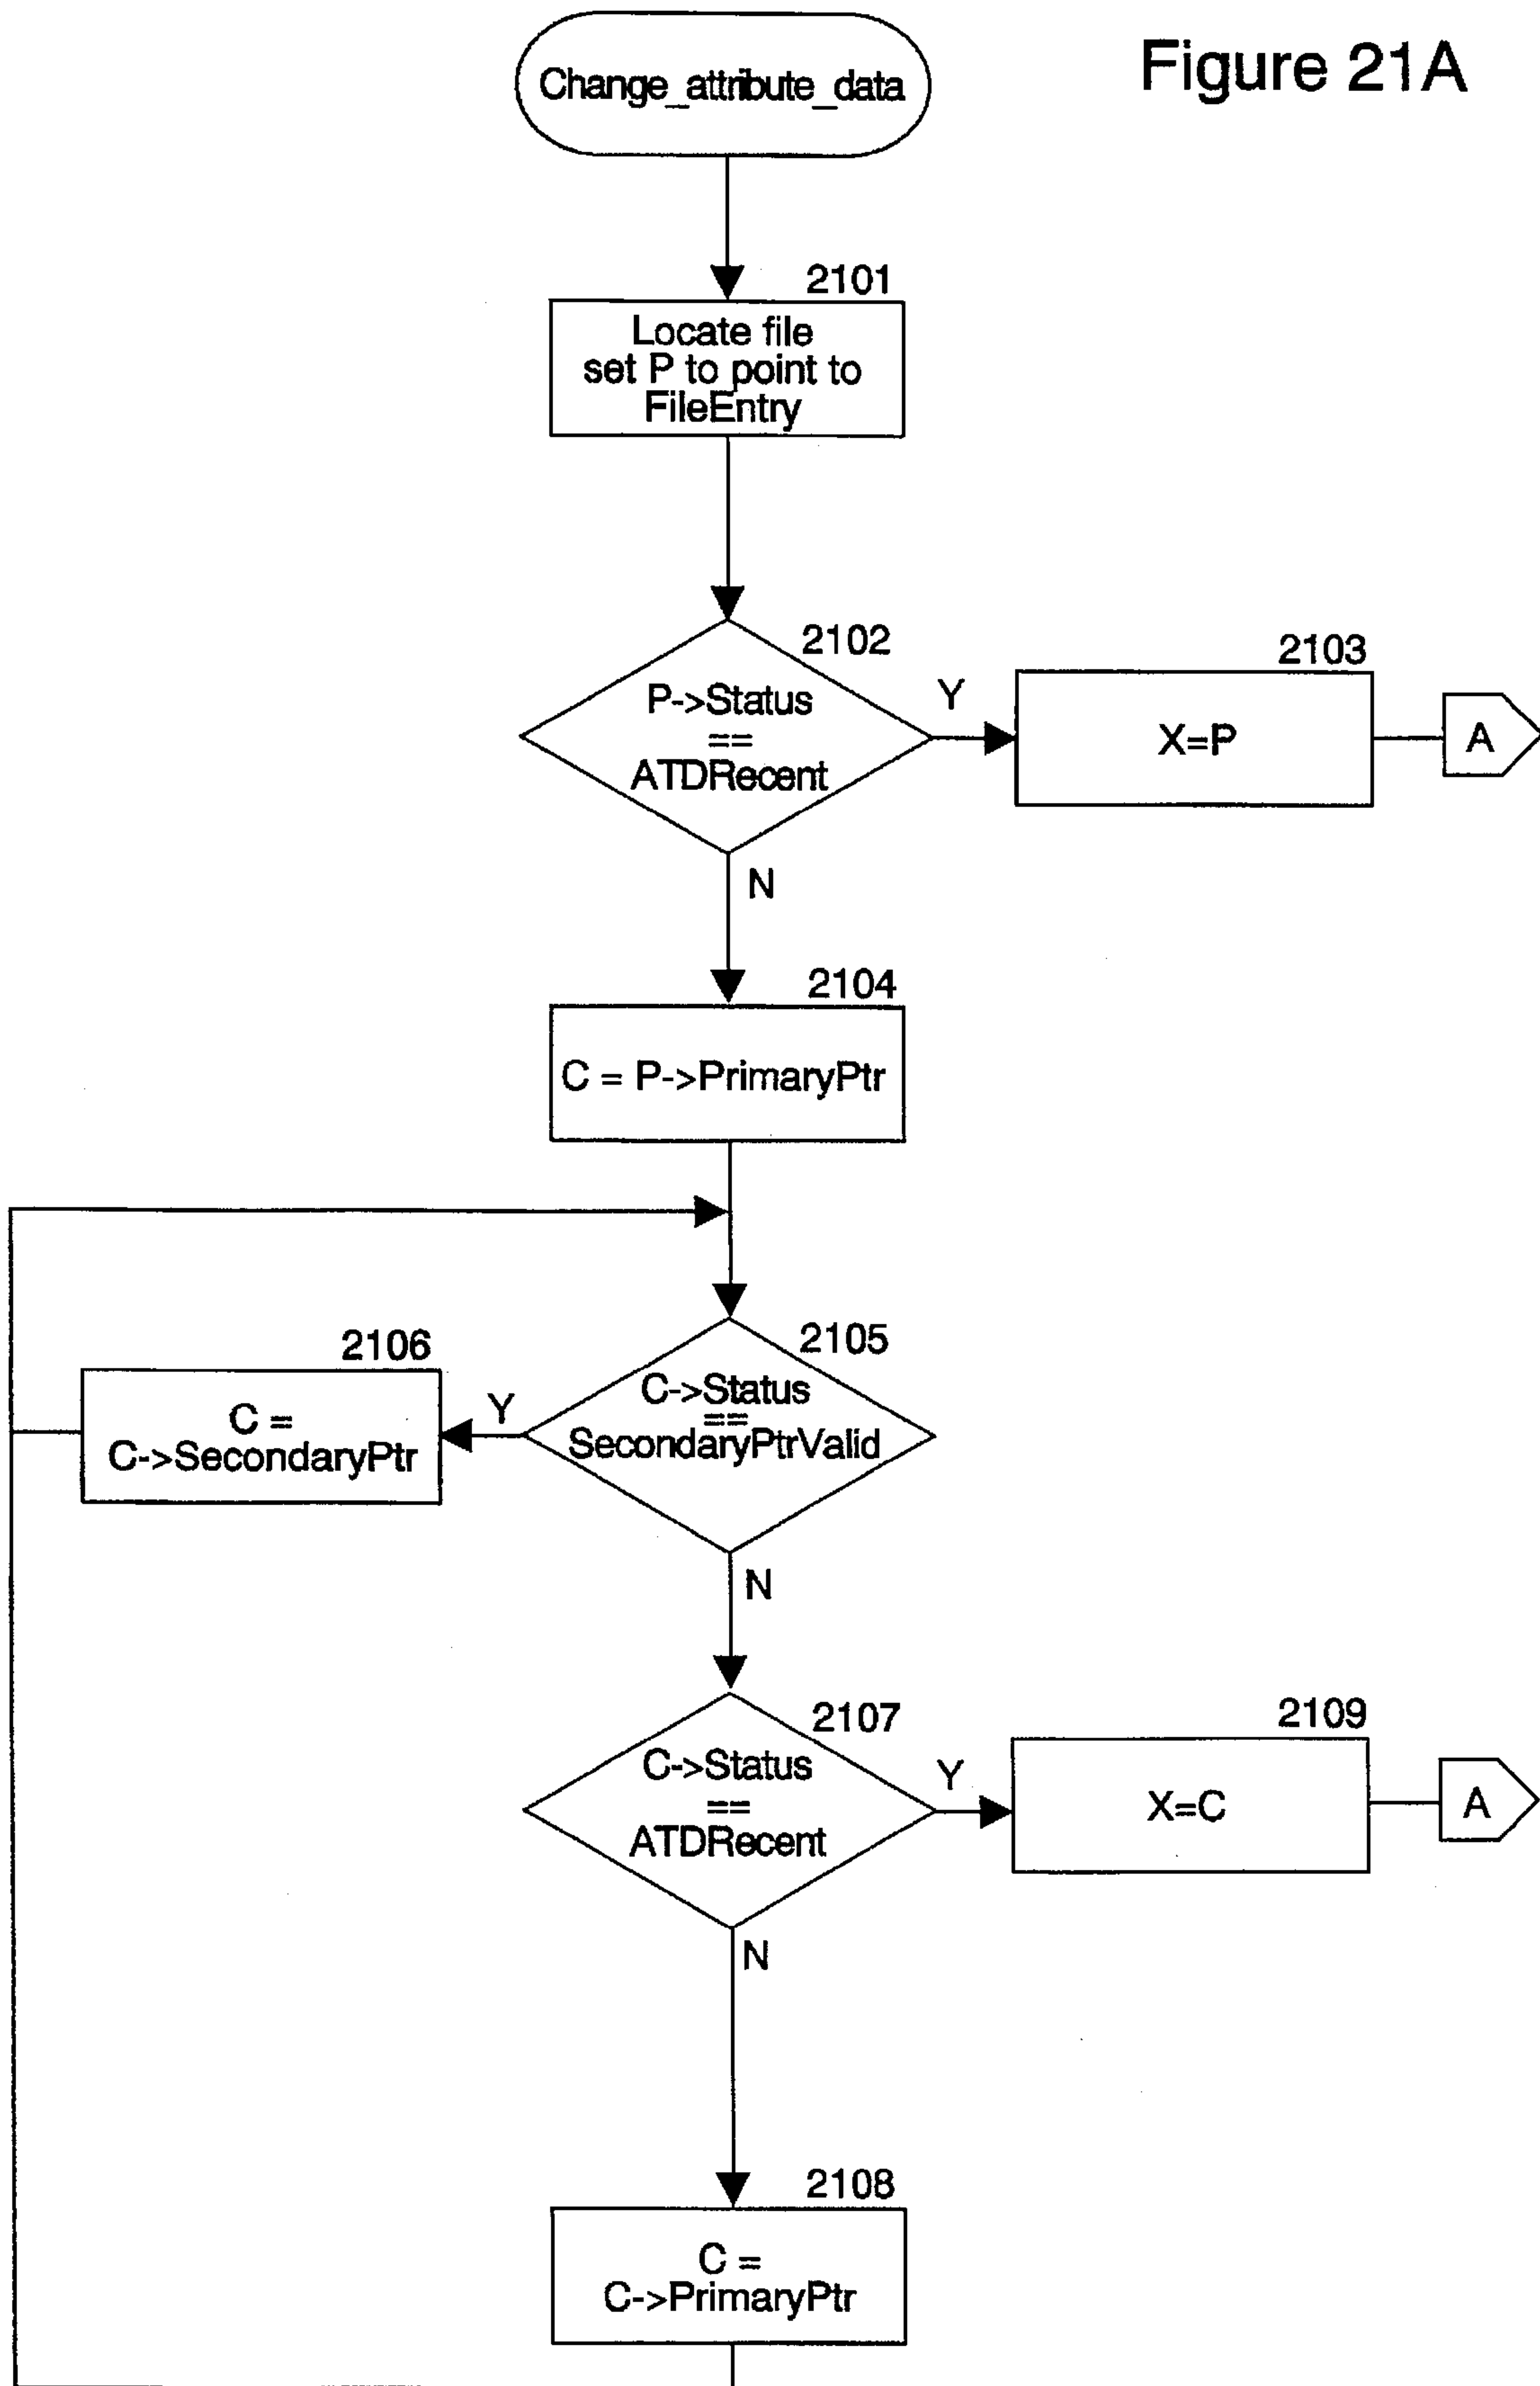 Figure 21A
Change_attribute_data
2101
Locate file
set P to point to
FileEntry
2102
P->Status
==
ATDRecent
Y
N
2103
X=P
A
2104
C = P->PrimaryPtr
2105
C->Status
==
SecondaryPtrValid
Y
N
2106
C =
C->SecondaryPtr
2107
C->Status
==
ATDRecent
Y
N
2109
X=C
A
2108
C =
C->PrimaryPtr